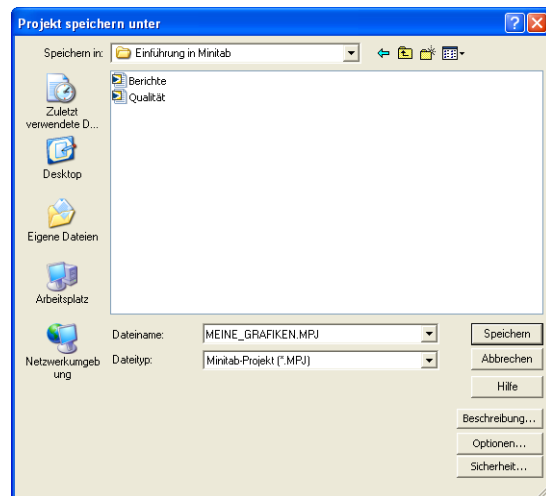 Projekt speichern unter
Speichern in:
Einführung in Minitab
Berichte
Qualität
Zuletzt
verwendete D...
Desktop
Eigene Dateien
Arbeitsplatz
Netzwerkumgeb
ung
Dateiname:
MEINE_GRAFIKEN.MPJ
Dateityp:
Minitab-Projekt (*.MPJ)
Speichern
Abbrechen
Hilfe
Beschreibung...
Optionen...
Sicherheit...